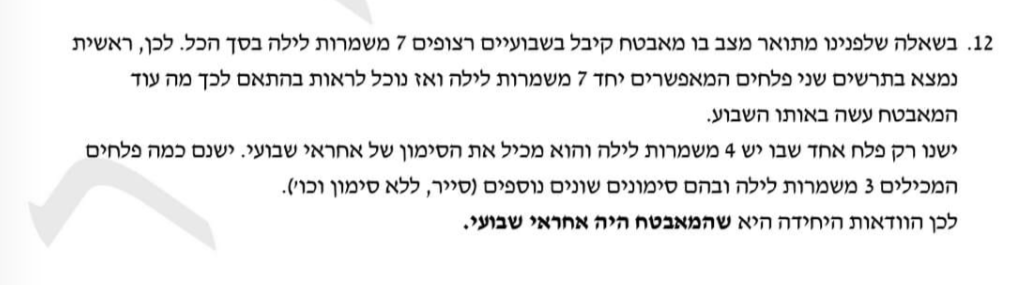 12. בשאלה שלפנינו מתואר מצב בו מאבטח קיבל בשבועיים רצופים 7 משמרות לילה בסך הכל. לכן, ראשית
נמצא בתרשים שני פלחים המאפשרים יחד 7 משמרות לילה ואז נוכל לראות בהתאם לכך מה עוד
המאבטח עשה באותו השבוע.
ישנו רק פלח אחד שבו יש 4 משמרות לילה והוא מכיל את הסימון של אחראי שבועי. ישנם כמה פלחים
המכילים 3 משמרות לילה ובהם סימונים שונים נוספים (סייר, ללא סימון וכו').
לכן הוודאות היחידה היא שהמאבטח היה אחראי שבועי.